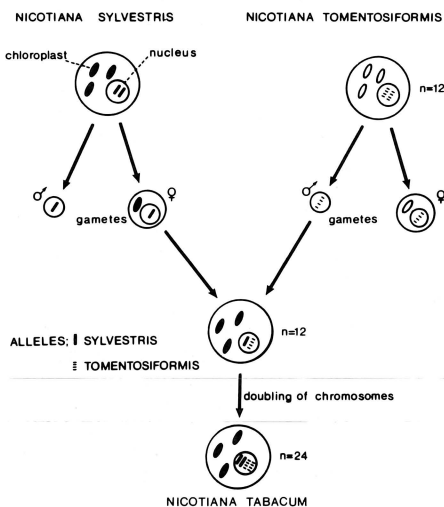 NICOTIANA SYLVESTRIS
NICOTIANA TOMENTOSIFORMIS
chloroplast
nucleus
n=12
♂
♀
gametes
♂
♀
gametes
n=12
ALLELES; SYLVESTRIS
TOMENTOSIFORMIS
doubling of chromosomes
n=24
NICOTIANA TABACUM